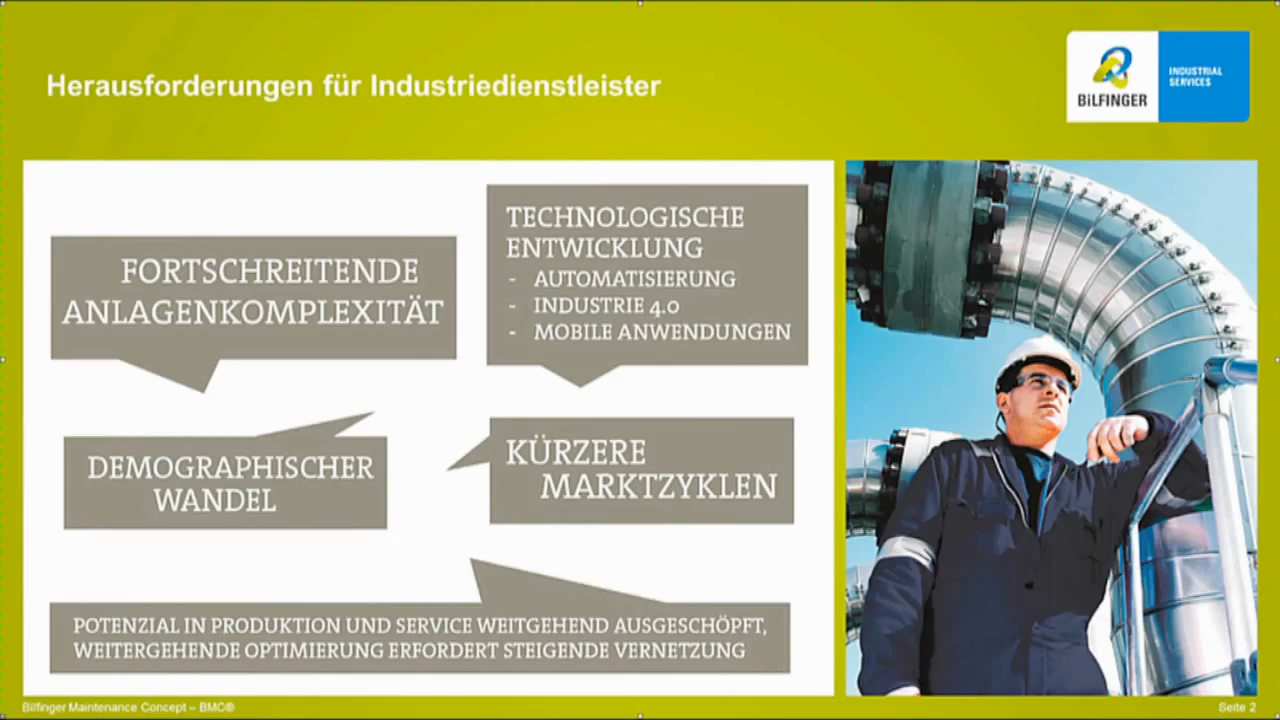 Herausforderungen für Industriedienstleister
BILFINGER
INDUSTRIAL
SERVICES
FORTSCHREITENDE
ANLAGENKOMPLEXITÄT
TECHNOLOGISCHE
ENTWICKLUNG
- AUTOMATISIERUNG
- INDUSTRIE 4.0
- MOBILE ANWENDUNGEN
DEMOGRAPHISCHER
WANDEL
KÜRZERE
MARKTZYKLEN
POTENZIAL IN PRODUKTION UND SERVICE WEITGEHEND AUSGESCHÖPFT,
WEITERGEHENDE OPTIMIERUNG ERFORDERT STEIGENDE VERNETZUNG
Bilfinger Maintenance Concept – BMC®
Seite 2